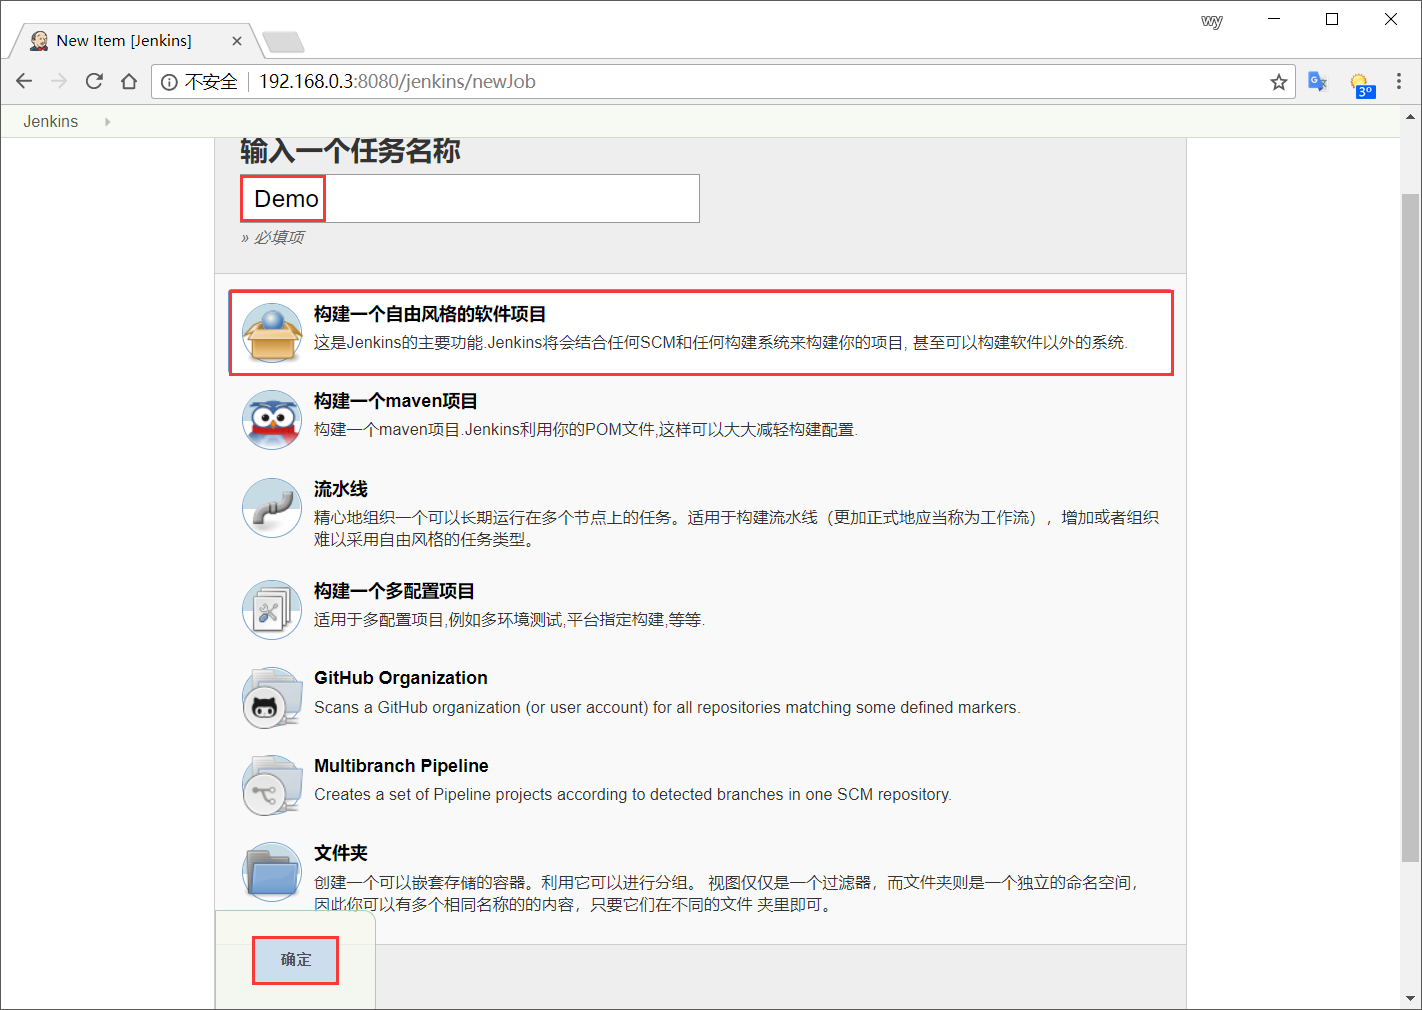 wy
New Item [Jenkins]
不安全 192.168.0.3:8080/jenkins/newJob
3°
Jenkins
输入一个任务名称
Demo
» 必填项
构建一个自由风格的软件项目
这是Jenkins的主要功能.Jenkins将会结合任何SCM和任何构建系统来构建你的项目, 甚至可以构建软件以外的系统.
构建一个maven项目
构建一个maven项目.Jenkins利用你的POM文件,这样可以大大减轻构建配置.
流水线
精心地组织一个可以长期运行在多个节点上的任务。适用于构建流水线（更加正式地应当称为工作流），增加或者组织
难以采用自由风格的任务类型。
构建一个多配置项目
适用于多配置项目,例如多环境测试,平台指定构建,等等.
GitHub Organization
Scans a GitHub organization (or user account) for all repositories matching some defined markers.
Multibranch Pipeline
Creates a set of Pipeline projects according to detected branches in one SCM repository.
文件夹
创建一个可以嵌套存储的容器。利用它可以进行分组。 视图仅仅是一个过滤器，而文件夹则是一个独立的命名空间，
因此你可以有多个相同名称的的内容，只要它们在不同的文件 夹里即可。
确定